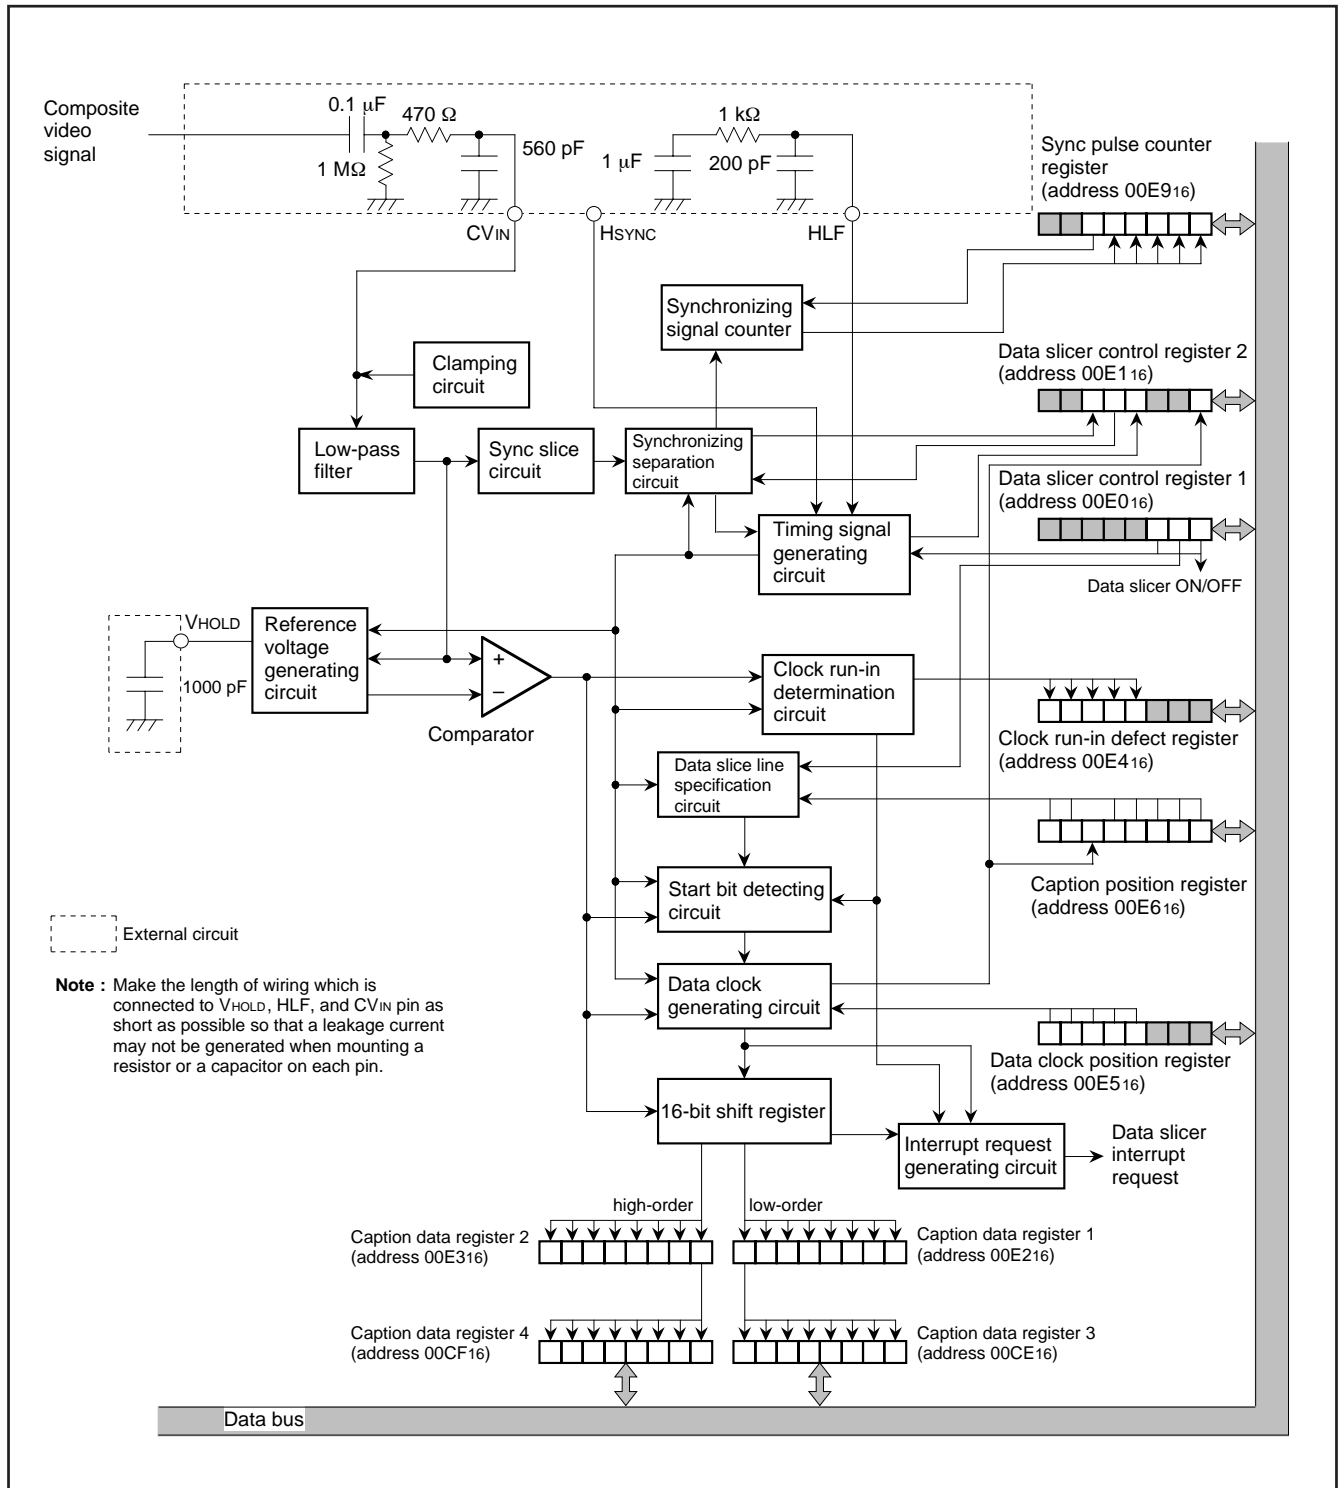 Composite
video
signal
0.1 μF
470 Ω
1 MΩ
560 pF
1 kΩ
1 μF
200 pF
CVIN
HSYNC
HLF
Sync pulse counter
register
(address 00E916)
Synchronizing
signal counter
Clamping
circuit
Data slicer control register 2
(address 00E116)
Low-pass
filter
Sync slice
circuit
Synchronizing
separation
circuit
Data slicer control register 1
(address 00E016)
Timing signal
generating
circuit
Data slicer ON/OFF
VHOLD
1000 pF
Reference
voltage
generating
circuit
+
−
Comparator
Clock run-in
determination
circuit
Clock run-in defect register
(address 00E416)
Data slice line
specification
circuit
Start bit detecting
circuit
Caption position register
(address 00E616)
External circuit
Note : Make the length of wiring which is
connected to VHOLD, HLF, and CVIN pin as
short as possible so that a leakage current
may not be generated when mounting a
resistor or a capacitor on each pin.
Data clock
generating circuit
Data clock position register
(address 00E516)
16-bit shift register
Interrupt request
generating circuit
Data slicer
interrupt
request
high-order
low-order
Caption data register 2
(address 00E316)
Caption data register 1
(address 00E216)
Caption data register 4
(address 00CF16)
Caption data register 3
(address 00CE16)
Data bus